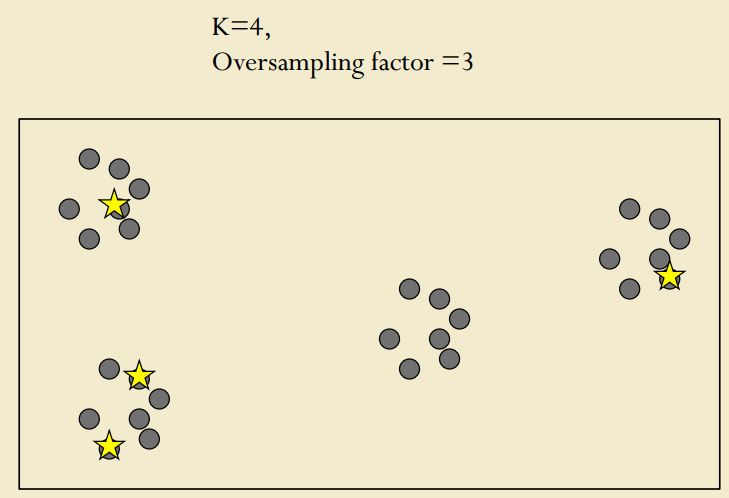 K=4,
Oversampling factor =3